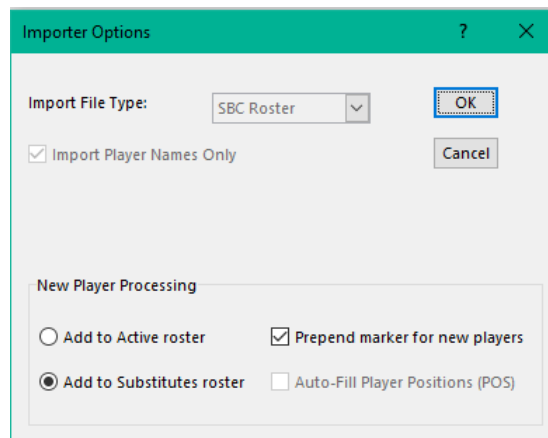 Importer Options ?
Import File Type: SBC Roster OK
Import Player Names Only Cancel
New Player Processing
Add to Active roster Prepend marker for new players
Add to Substitutes roster Auto-Fill Player Positions (POS)